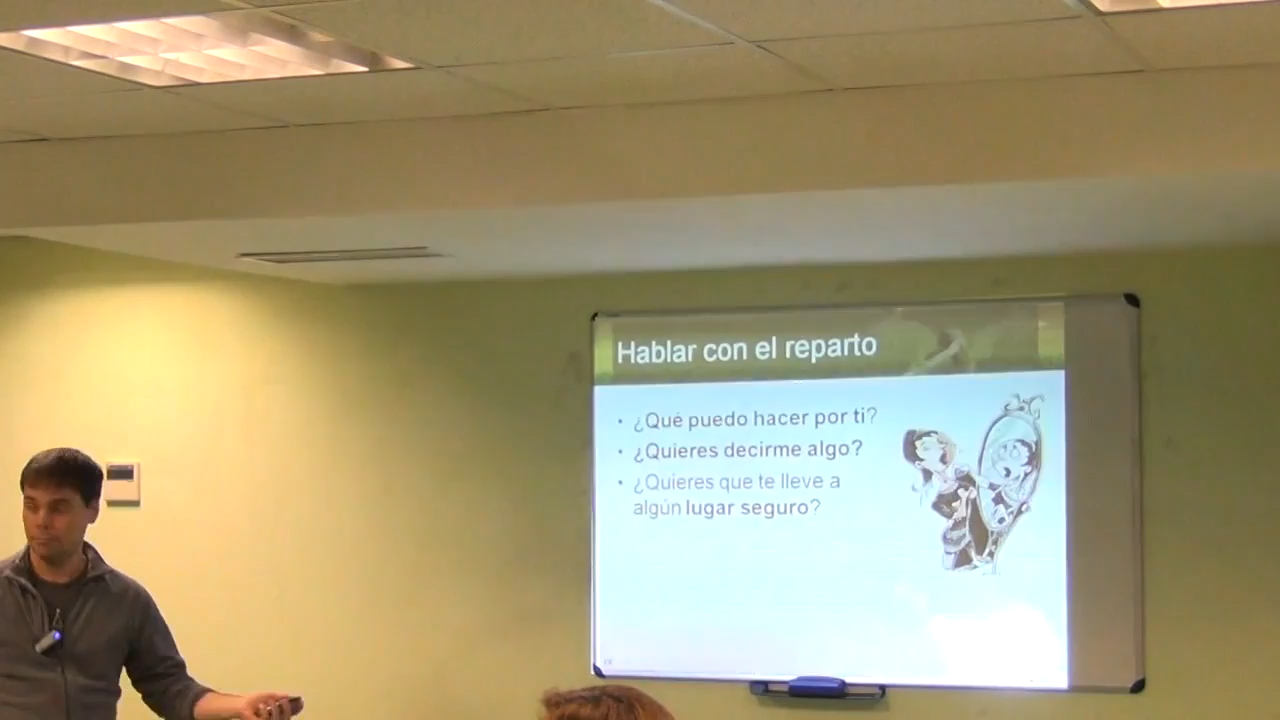 Hablar con el reparto
• ¿Qué puedo hacer por ti?
• ¿Quieres decirme algo?
• ¿Quieres que te lleve a
algún lugar seguro?